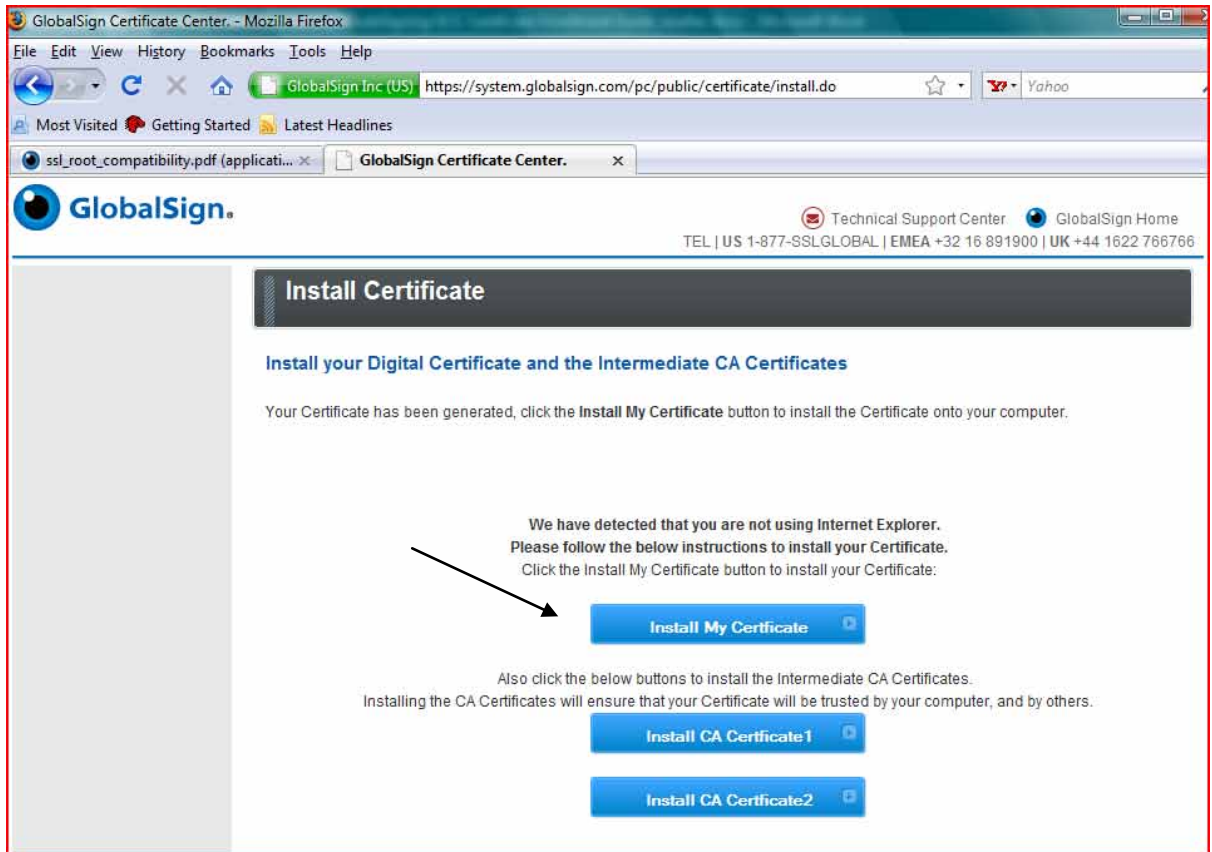 GlobalSign Certificate Center. - Mozilla Firefox
File Edit View History Bookmarks Tools Help
GlobalSign Inc (US) https://system.globalsign.com/pc/public/certificate/install.do Yahoo
Most Visited Getting Started Latest Headlines
ssl_root_compatibility.pdf (applicati... GlobalSign Certificate Center.
GlobalSign.
Technical Support Center GlobalSign Home
TEL | US 1-877-SSLGLOBAL | EMEA +32 16 891900 | UK +44 1622 766766
Install Certificate
Install your Digital Certificate and the Intermediate CA Certificates
Your Certificate has been generated, click the Install My Certificate button to install the Certificate onto your computer.
We have detected that you are not using Internet Explorer.
Please follow the below instructions to install your Certificate.
Click the Install My Certificate button to install your Certificate:
Install My Certficate
Also click the below buttons to install the Intermediate CA Certificates.
Installing the CA Certificates will ensure that your Certificate will be trusted by your computer, and by others.
Install CA Certficate1
Install CA Certficate2